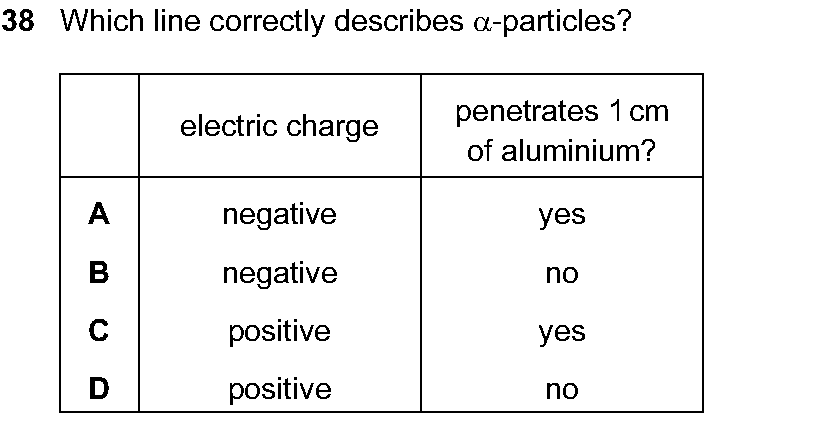 38 Which line correctly describes α-particles?
electric charge
penetrates 1 cm
of aluminium?
A negative yes
B negative no
C positive yes
D positive no